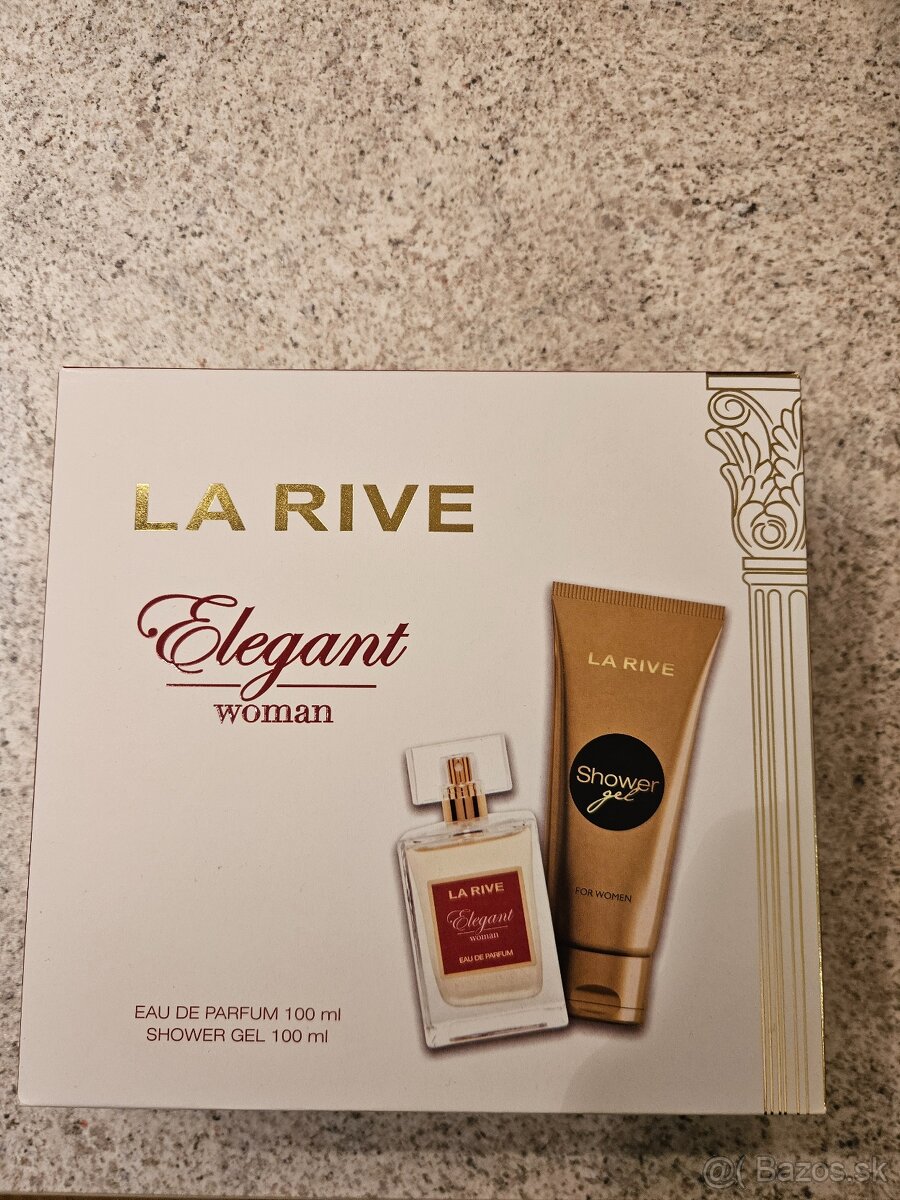 LA RIVE
Elegant
woman
LA RIVE
Shower
gel
FOR WOMEN
LA RIVE
Elegant
woman
EAU DE PARFUM
EAU DE PARFUM 100 ml
SHOWER GEL 100 ml
@( Bazos.sk